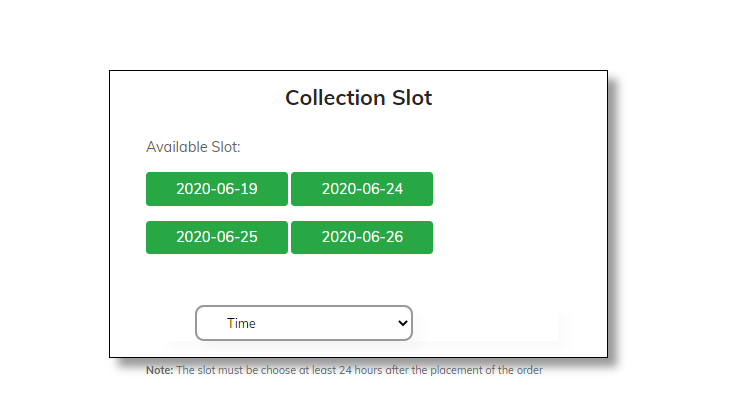 Collection Slot
Available Slot:
2020-06-19 2020-06-24
2020-06-25 2020-06-26
Time
Note: The slot must be choose at least 24 hours after the placement of the order